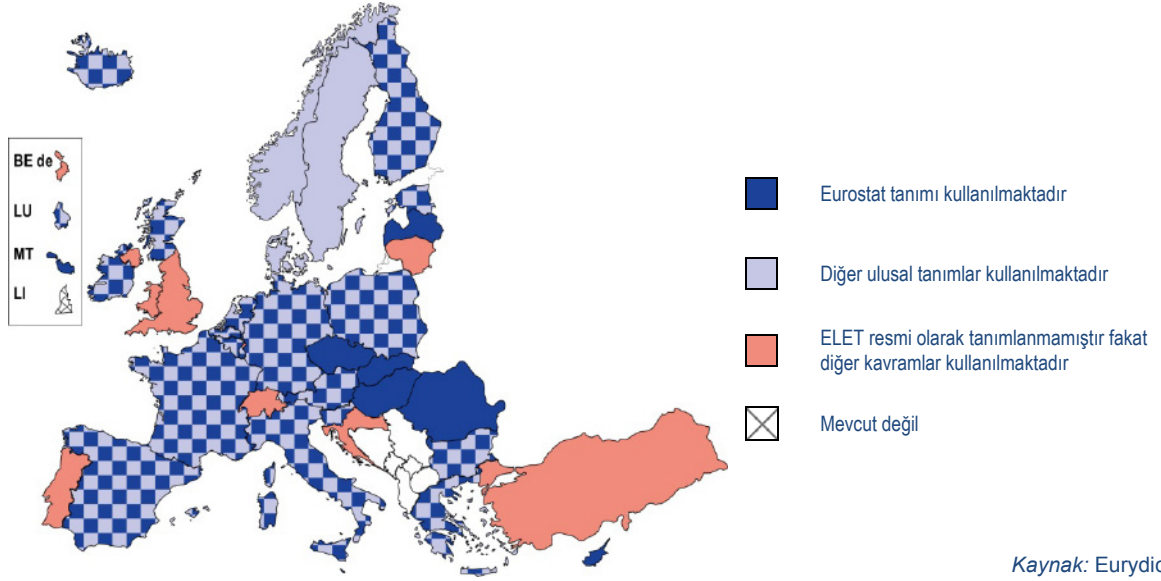 BE de
LU
MT
LI
Eurostat tanımı kullanılmaktadır
Diğer ulusal tanımlar kullanılmaktadır
ELET resmi olarak tanımlanmamıştır fakat
diğer kavramlar kullanılmaktadır
Mevcut değil
Kaynak: Eurydic